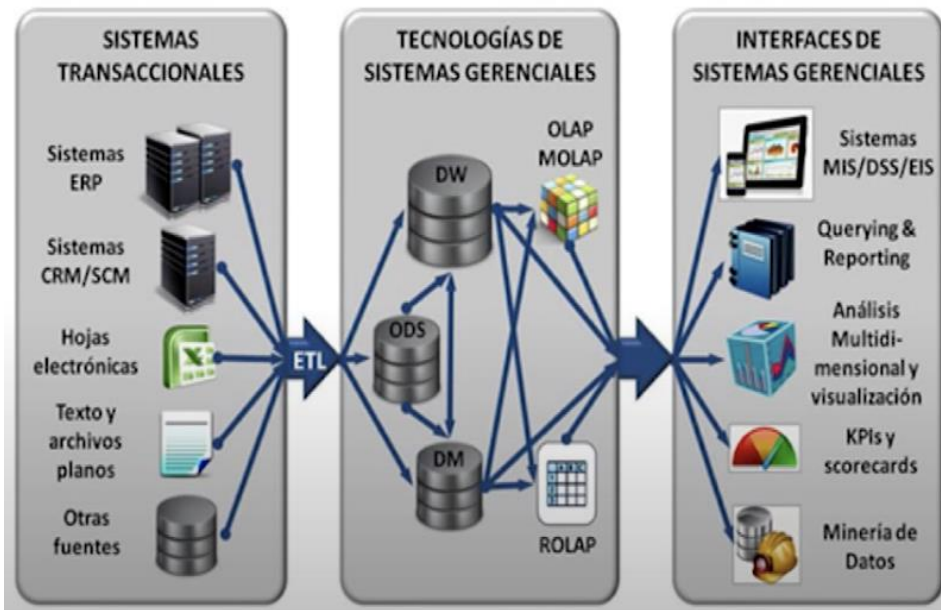 SISTEMAS
TRANSACCIONALES
Sistemas
ERP
Sistemas
CRM/SCM
Hojas
electrónicas
Texto y
archivos
planos
Otras
fuentes
ETL
TECNOLOGÍAS DE
SISTEMAS GERENCIALES
OLAP
MOLAP
DW
ODS
DM
ROLAP
INTERFACES DE
SISTEMAS GERENCIALES
Sistemas
MIS/DSS/EIS
Querying &
Reporting
Análisis
Multidi-
mensional y
visualización
KPIs y
scorecards
Minería de
Datos